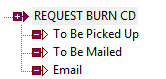 REQUEST BURN CD
To Be Picked Up
To Be Mailed
Email